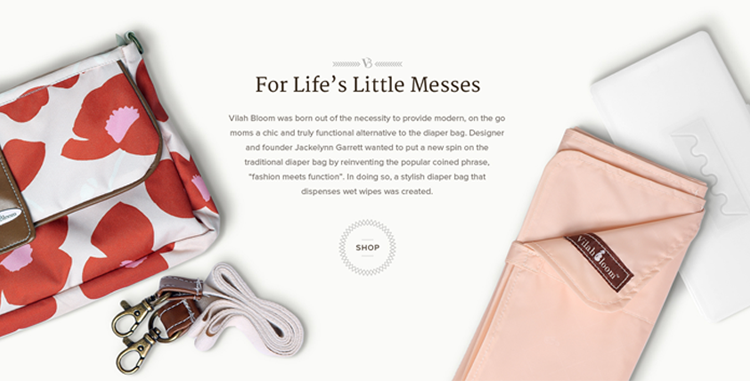 VB
For Life's Little Messes
Vilah Bloom was born out of the necessity to provide modern, on the go
moms a chic and truly functional alternative to the diaper bag. Designer
and founder Jackelynn Garrett wanted to put a new spin on the
traditional diaper bag by reinventing the popular coined phrase,
"fashion meets function". In doing so, a stylish diaper bag that
dispenses wet wipes was created.
SHOP
Bloom
Vilah Bloom